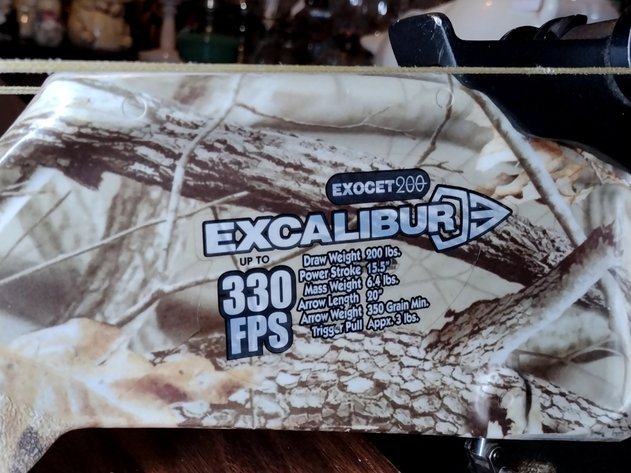 EXOCET200
EXCALIBUR
UP TO
330
FPS
Draw Weight 200 lbs.
Power Stroke 15.5"
Mass Weight 6.4 lbs.
Arrow Length 20"
Arrow Weight 350 Grain Min.
Trigger Pull Appx. 3 lbs.